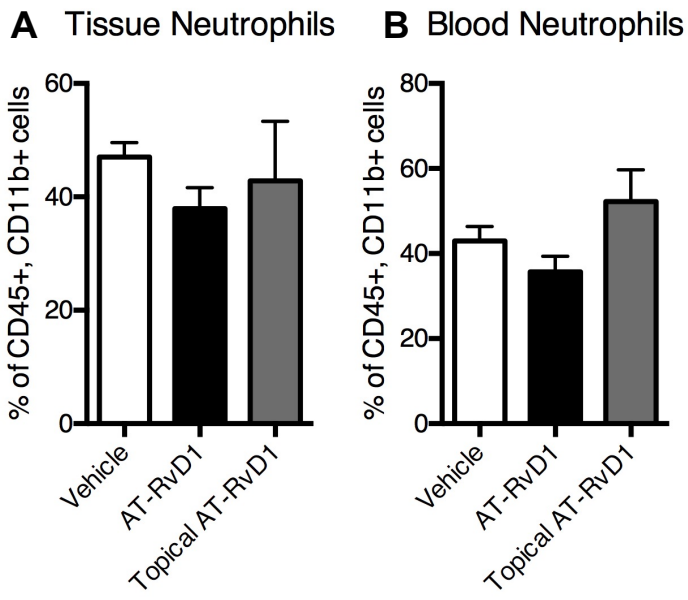 A Tissue Neutrophils
% of CD45+, CD11b+ cells
60
40
20
0
Vehicle
AT-RvD1
Topical AT-RvD1
B Blood Neutrophils
% of CD45+, CD11b+ cells
80
60
40
20
0
Vehicle
AT-RvD1
Topical AT-RvD1